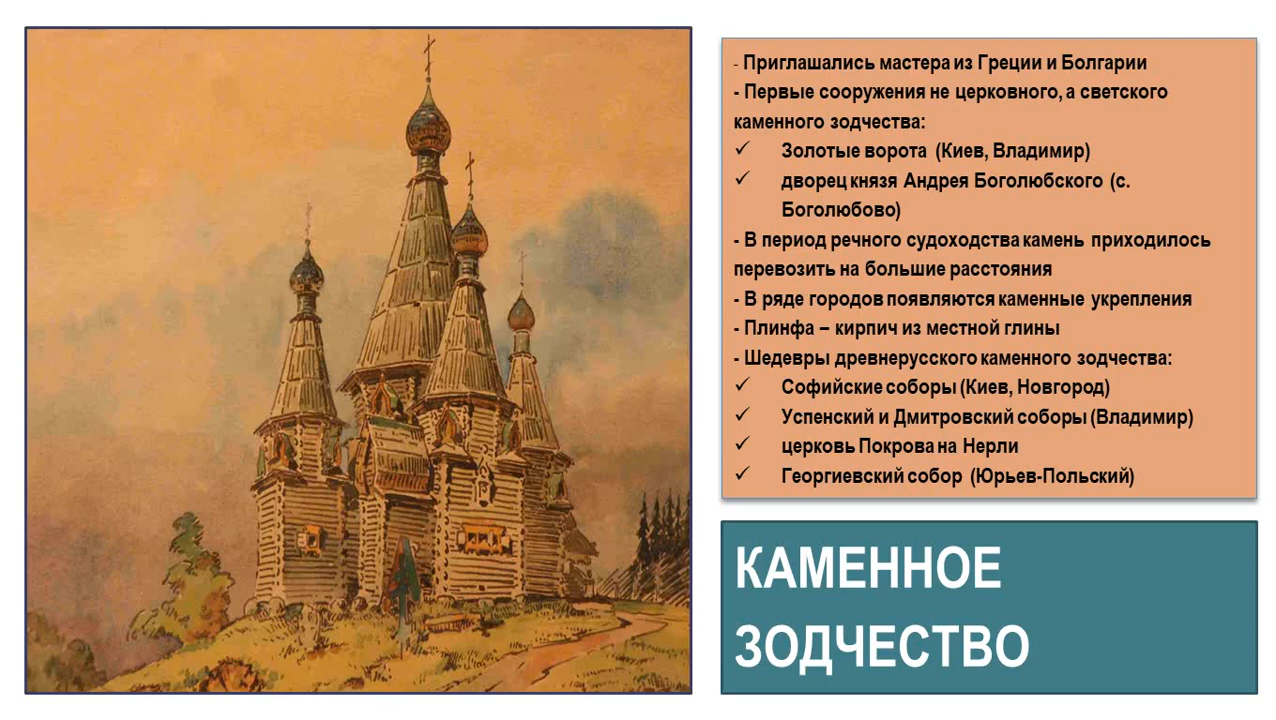 - Приглашались мастера из Греции и Болгарии
- Первые сооружения не церковного, а светского
каменного зодчества:
✓ Золотые ворота (Киев, Владимир)
✓ дворец князя Андрея Боголюбского (с.
Боголюбово)
- В период речного судоходства камень приходилось
перевозить на большие расстояния
- В ряде городов появляются каменные укрепления
- Плинфа – кирпич из местной глины
- Шедевры древнерусского каменного зодчества:
✓ Софийские соборы (Киев, Новгород)
✓ Успенский и Дмитровский соборы (Владимир)
✓ церковь Покрова на Нерли
✓ Георгиевский собор (Юрьев-Польский)
КАМЕННОЕ
ЗОДЧЕСТВО